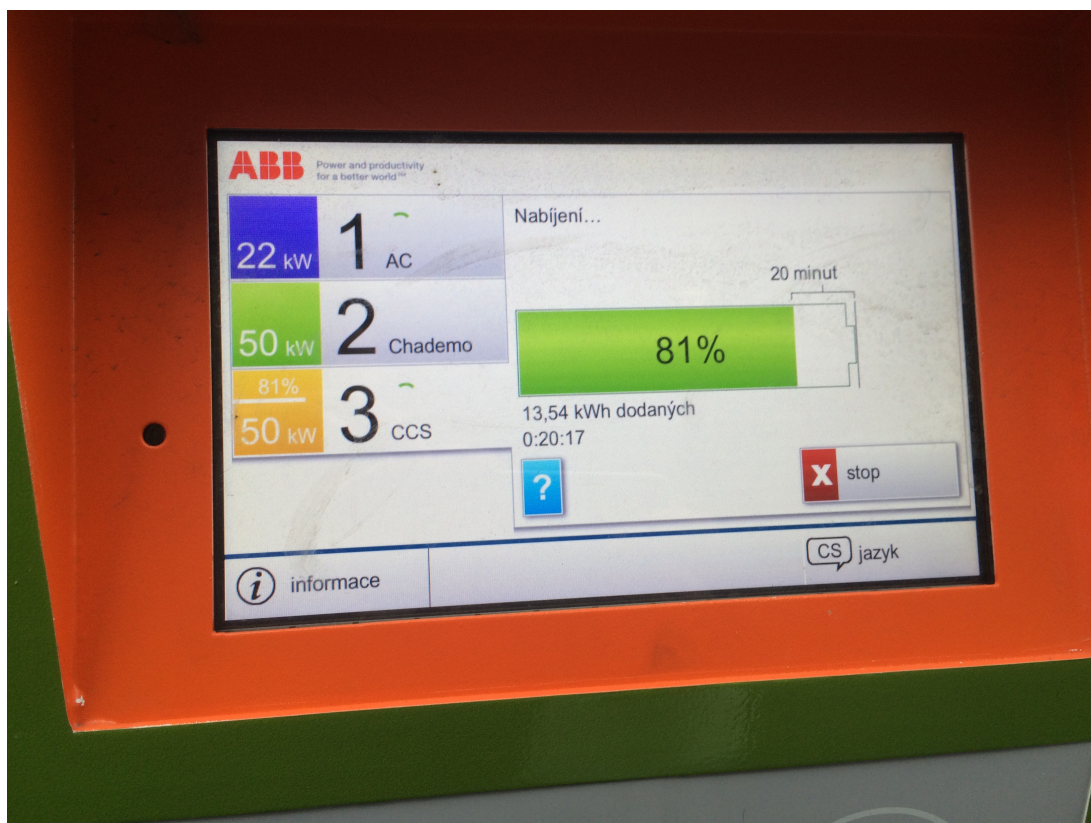 ABB
Power and productivity
for a better world™
22 kW
1
AC
50 kW
2
Chademo
81%
50 kW
3
CCS
Nabíjení...
20 minut
81%
13,54 kWh dodaných
0:20:17
?
X stop
i informace
CS jazyk